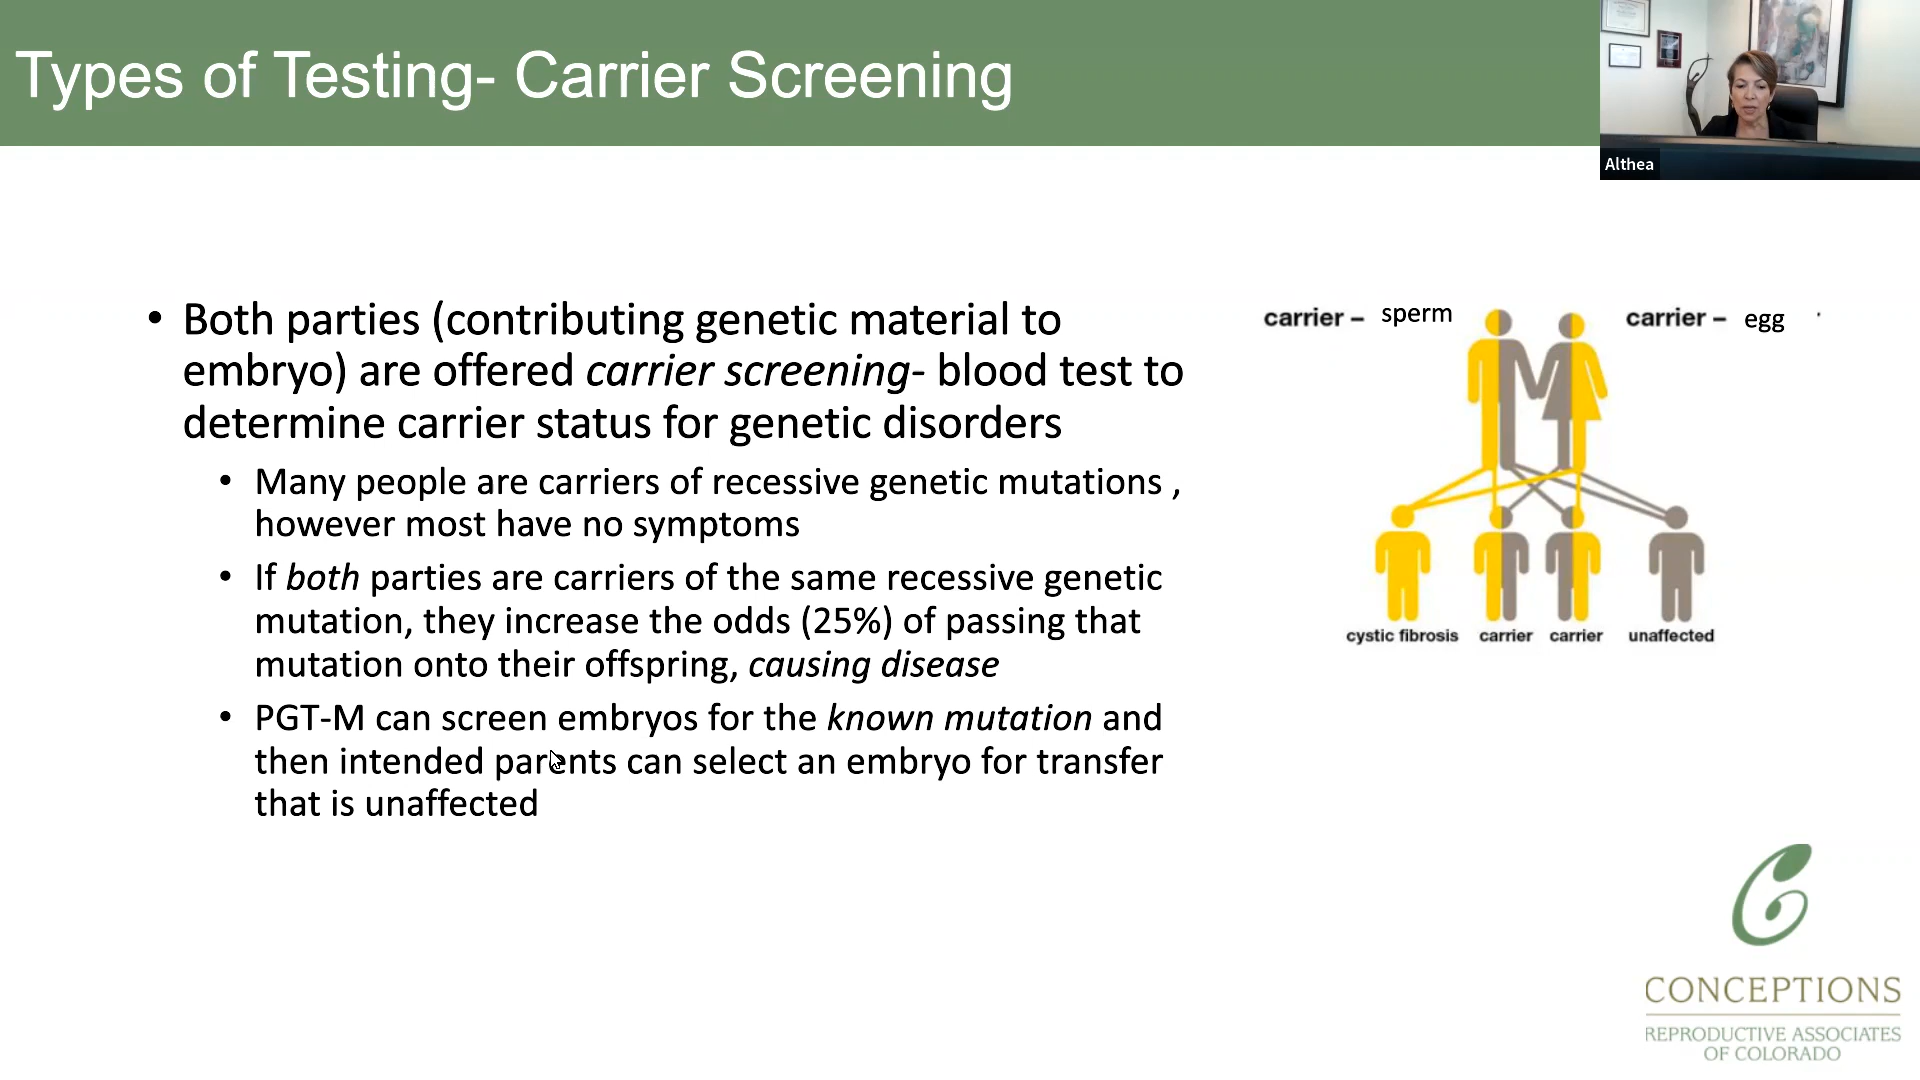 Types of Testing- Carrier Screening
Althea
• Both parties (contributing genetic material to
embryo) are offered carrier screening- blood test to
determine carrier status for genetic disorders
• Many people are carriers of recessive genetic mutations ,
however most have no symptoms
• If both parties are carriers of the same recessive genetic
mutation, they increase the odds (25%) of passing that
mutation onto their offspring, causing disease
• PGT-M can screen embryos for the known mutation and
then intended parents can select an embryo for transfer
that is unaffected
carrier – sperm
carrier – egg
cystic fibrosis carrier carrier unaffected
CONCEPTIONS
REPRODUCTIVE ASSOCIATES
OF COLORADO